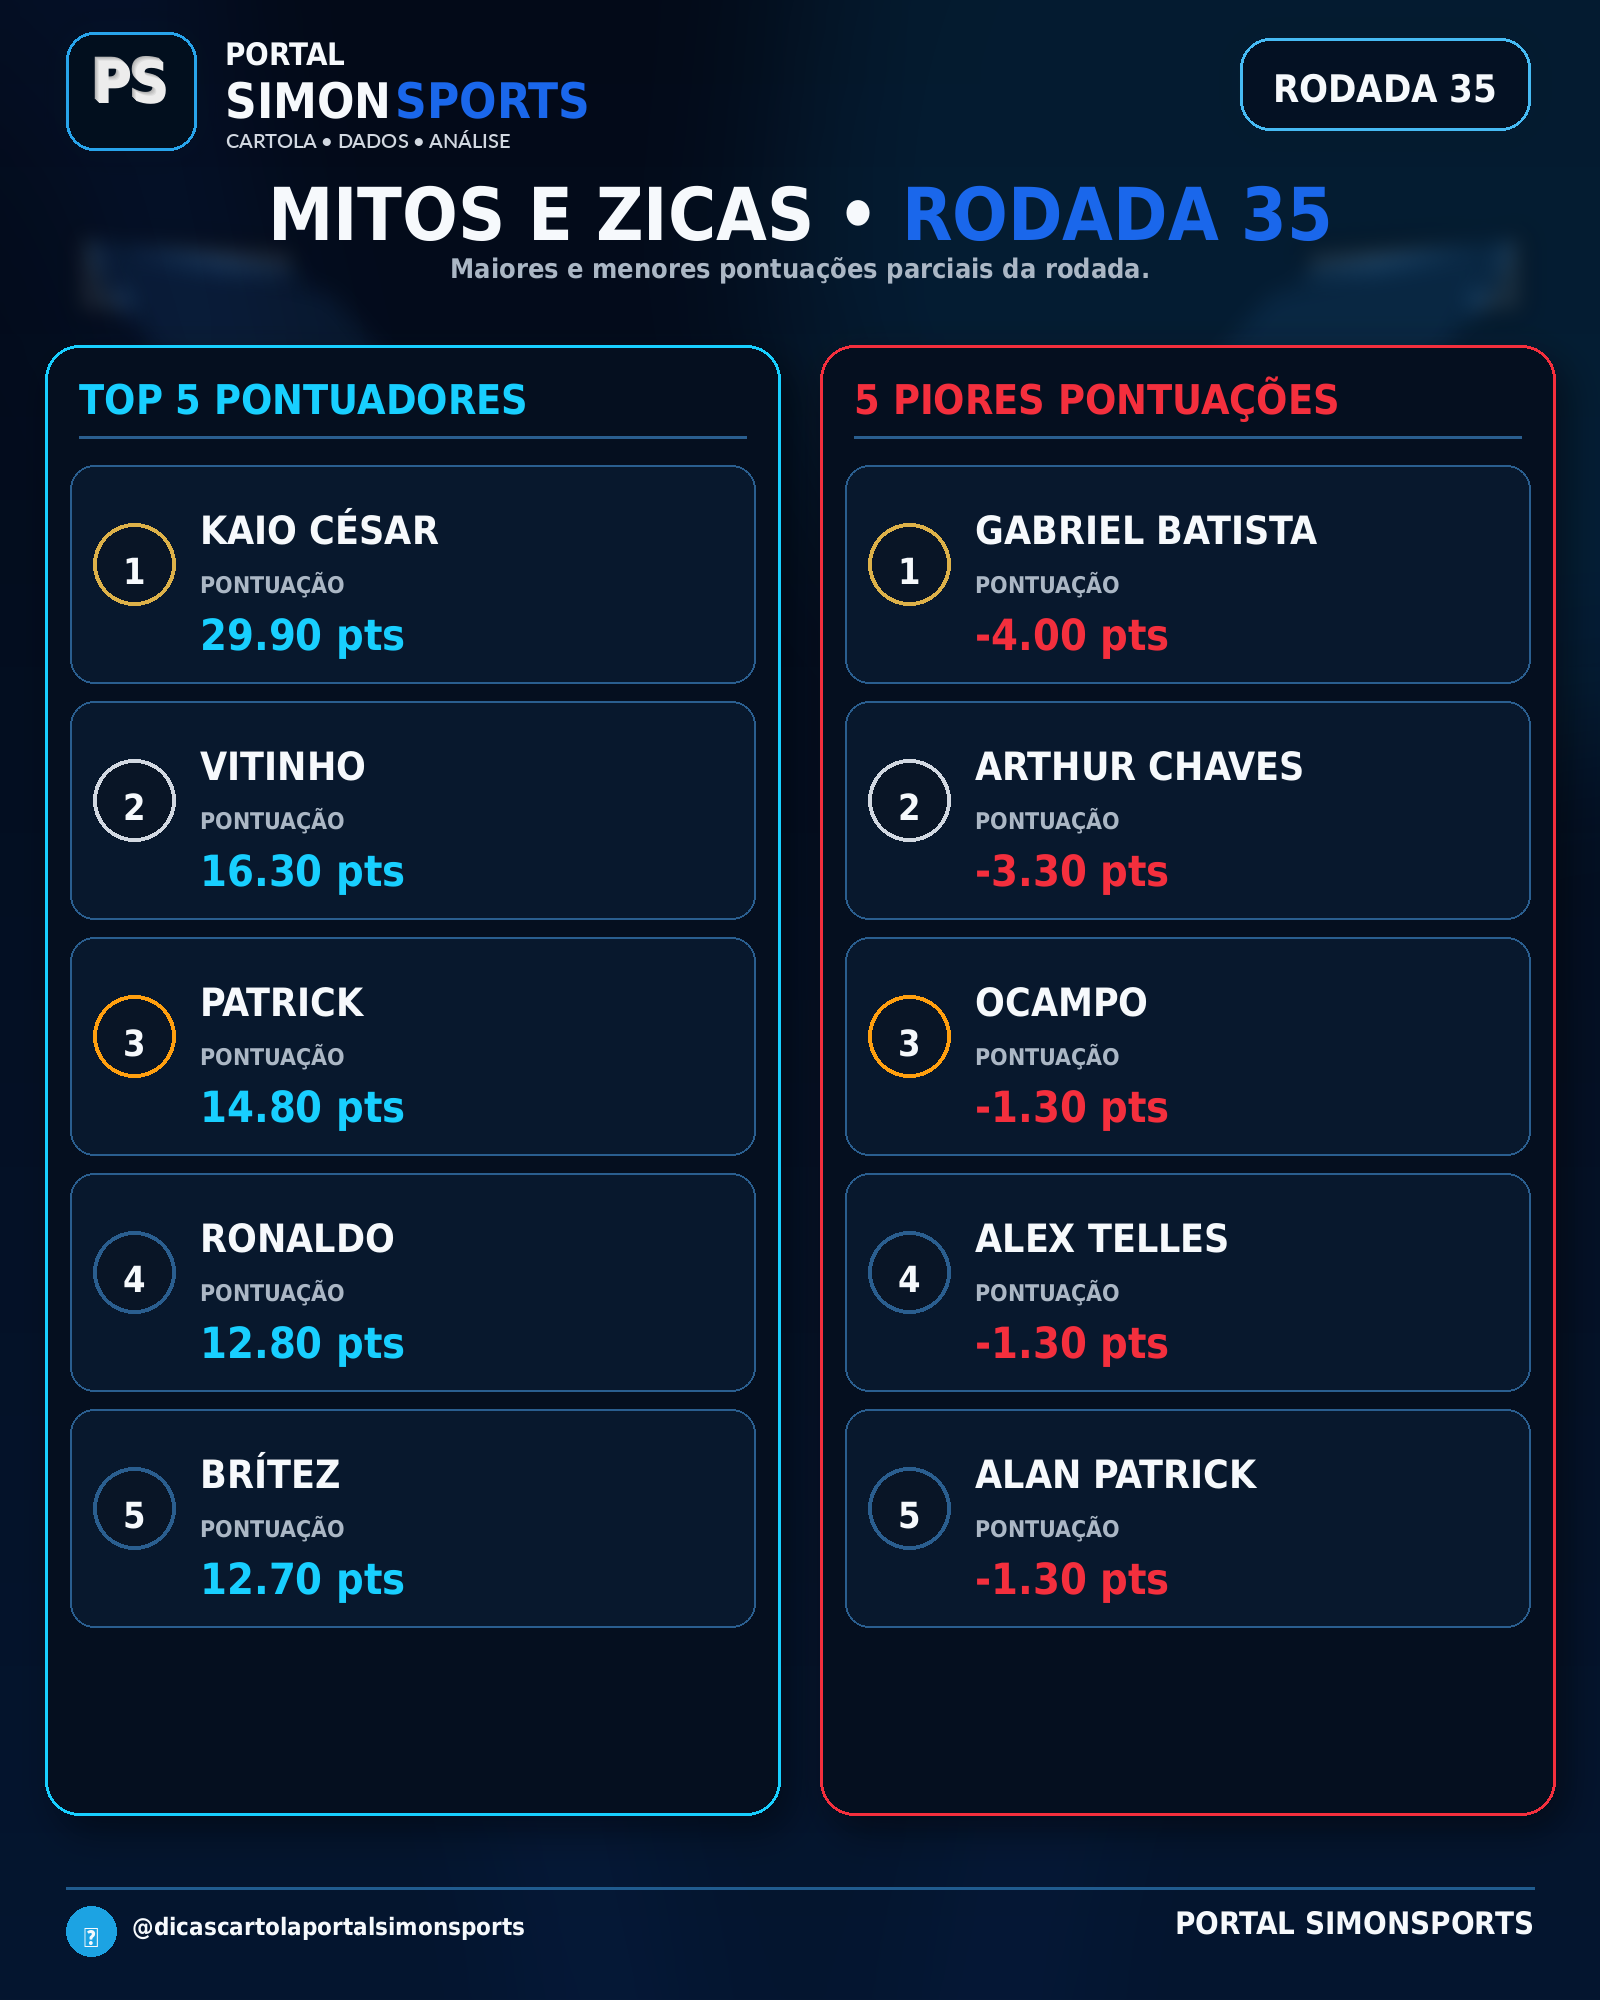 PS
PORTAL
SIMONSPORTS
CARTOLA • DADOS • ANÁLISE
RODADA 35
MITOS E ZICAS • RODADA 35
Maiores e menores pontuações parciais da rodada.
TOP 5 PONTUADORES
1
KAIO CÉSAR
PONTUAÇÃO
29.90 pts
2
VITINHO
PONTUAÇÃO
16.30 pts
3
PATRICK
PONTUAÇÃO
14.80 pts
4
RONALDO
PONTUAÇÃO
12.80 pts
5
BRÍTEZ
PONTUAÇÃO
12.70 pts
5 PIORES PONTUAÇÕES
1
GABRIEL BATISTA
PONTUAÇÃO
-4.00 pts
2
ARTHUR CHAVES
PONTUAÇÃO
-3.30 pts
3
OCAMPO
PONTUAÇÃO
-1.30 pts
4
ALEX TELLES
PONTUAÇÃO
-1.30 pts
5
ALAN PATRICK
PONTUAÇÃO
-1.30 pts
@dicascartolaportalsimonsports
PORTAL SIMONSPORTS